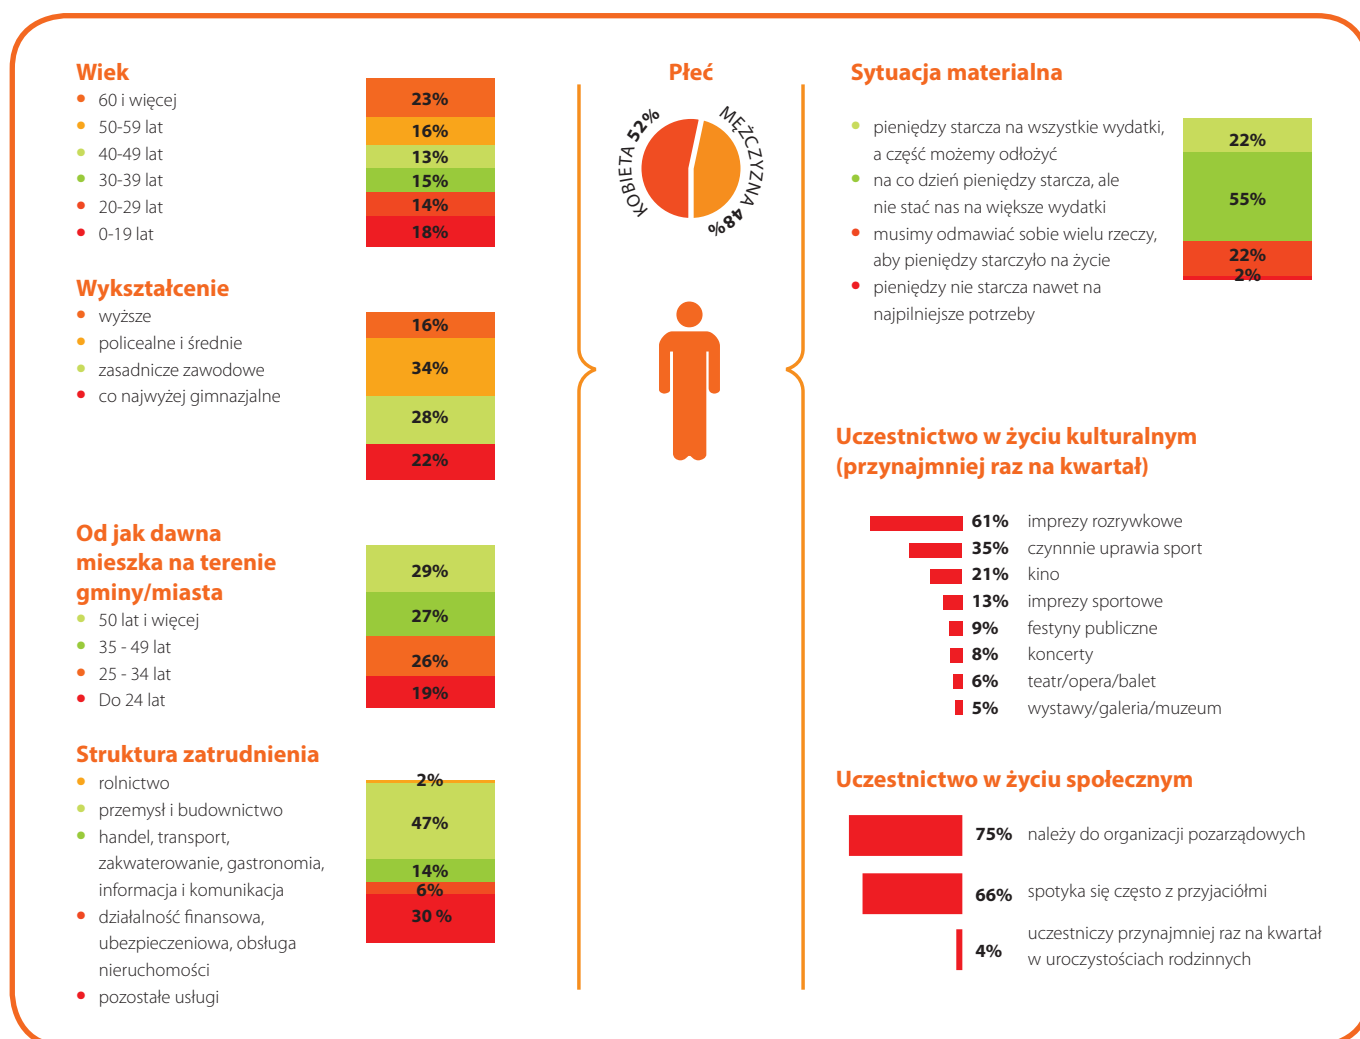 Wiek
60 i więcej
50-59 lat
40-49 lat
30-39 lat
20-29 lat
0-19 lat
23%
16%
13%
15%
14%
18%
Wykształcenie
wyższe
policealne i średnie
zasadnicze zawodowe
co najwyżej gimnazjalne
16%
34%
28%
22%
Od jak dawna
mieszka na terenie
gminy/miasta
50 lat i więcej
35 - 49 lat
25 - 34 lat
Do 24 lat
29%
27%
26%
19%
Struktura zatrudnienia
rolnictwo
przemysł i budownictwo
handel, transport,
zakwaterowanie, gastronomia,
informacja i komunikacja
działalność finansowa,
ubezpieczeniowa, obsługa
nieruchomości
pozostałe usługi
2%
47%
14%
6%
30 %
Płeć
KOBIETA 52%
MĘŻCZYZNA 48%
Sytuacja materialna
pieniędzy starcza na wszystkie wydatki,
a część możemy odłożyć
na co dzień pieniędzy starcza, ale
nie stać nas na większe wydatki
musimy odmawiać sobie wielu rzeczy,
aby pieniędzy starczyło na życie
pieniędzy nie starcza nawet na
najpilniejsze potrzeby
22%
55%
22%
2%
Uczestnictwo w życiu kulturalnym
(przynajmniej raz na kwartał)
61% imprezy rozrywkowe
35% czynnnie uprawia sport
21% kino
13% imprezy sportowe
9% festyny publiczne
8% koncerty
6% teatr/opera/balet
5% wystawy/galeria/muzeum
Uczestnictwo w życiu społecznym
75% należy do organizacji pozarządowych
66% spotyka się często z przyjaciółmi
4% uczestniczy przynajmniej raz na kwartał
w uroczystościach rodzinnych